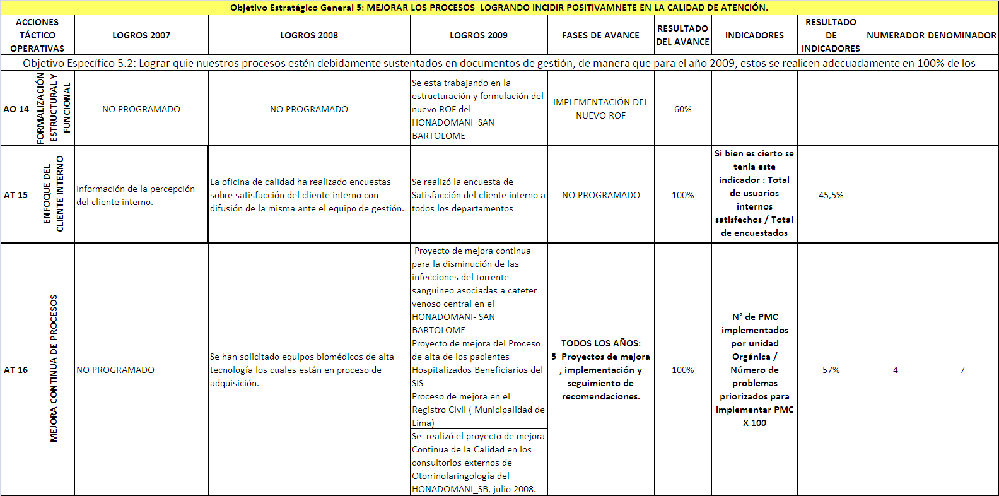 Objetivo Estratégico General 5: MEJORAR LOS PROCESOS  LOGRANDO INCIDIR POSITIVAMNETE EN LA CALIDAD DE ATENCIÓN.
ACCIONES
TÁCTICO
OPERATIVAS
LOGROS 2007
LOGROS 2008
LOGROS 2009
FASES DE AVANCE
RESULTADO
DEL AVANCE
INDICADORES
RESULTADO
DE
INDICADORES
NUMERADOR
DENOMINADOR
Objetivo Específico 5.2: Lograr quie nuestros procesos estén debidamente sustentados en documentos de gestión, de manera que para el año 2009, estos se realicen adecuadamente en 100% de los
AO 14
FORMALIZACIÓN
ESTRUCTURAL Y
FUNCIONAL
NO PROGRAMADO
NO PROGRAMADO
Se esta trabajando en la
estructuración y formulación del
nuevo ROF del
HONADOMANI_SAN
BARTOLOME
IMPLEMENTACIÓN DEL
NUEVO ROF
60%
AT 15
ENFOQUE DEL
CLIENTE INTERNO
Información de la percepción
del cliente interno.
La oficina de calidad ha realizado encuestas
sobre satisfacción del cliente interno con
difusión de la misma ante el equipo de gestión.
Se realizó la encuesta de
Satisfacción del cliente interno a
todos los departamentos
NO PROGRAMADO
100%
Si bien es cierto se
tenia este
indicador : Total
de usuarios
internos
satisfechos / Total
de encuestados
45,5%
AT 16
MEJORA CONTINUA DE PROCESOS
NO PROGRAMADO
Se han solicitado equipos biomédicos de alta
tecnología los cuales están en proceso de
adquisición.
Proyecto de mejora continua
para la disminución de las
infecciones del torrente
sanguineo asociadas a cateter
venoso central en el
HONADOMANI- SAN
BARTOLOME
Proyecto de mejora del Proceso
de alta de los pacientes
Hospitalizados Beneficiarios del
SIS
Proceso de mejora en el
Registro Civil ( Municipalidad de
Lima)
Se  realizó el proyecto de mejora
Continua de la Calidad en los
consultorios externos de
Otorrinolaringología del
HONADOMANI_SB, julio 2008.
TODOS LOS AÑOS:
5  Proyectos de mejora
, implementación y
seguimiento de
recomendaciones.
100%
N° de PMC
implementados
por unidad
Orgánica /
Número de
problemas
priorizados para
implementar PMC
X 100
57%
4
7